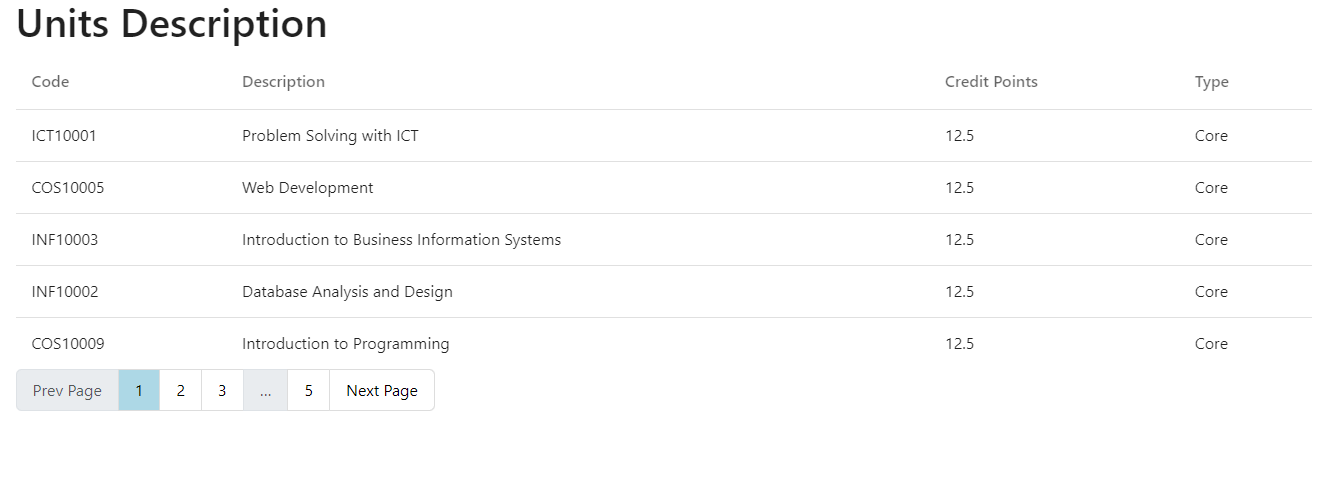 Units Description
Code Description Credit Points Type
ICT10001 Problem Solving with ICT 12.5 Core
COS10005 Web Development 12.5 Core
INF10003 Introduction to Business Information Systems 12.5 Core
INF10002 Database Analysis and Design 12.5 Core
COS10009 Introduction to Programming 12.5 Core
Prev Page 1 2 3 ... 5 Next Page